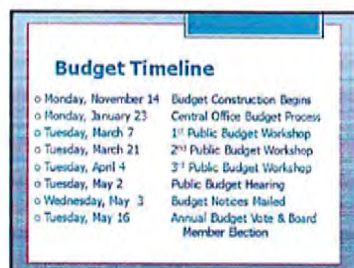 Budget Timeline
o Monday, November 14 Budget Construction Begins
o Monday, January 23 Central Office Budget Process
o Tuesday, March 7 1st Public Budget Workshop
o Tuesday, March 21 2nd Public Budget Workshop
o Tuesday, April 4 3rd Public Budget Workshop
o Tuesday, May 2 Public Budget Hearing
o Wednesday, May 3 Budget Notices Mailed
o Tuesday, May 16 Annual Budget Vote & Board
Member Election